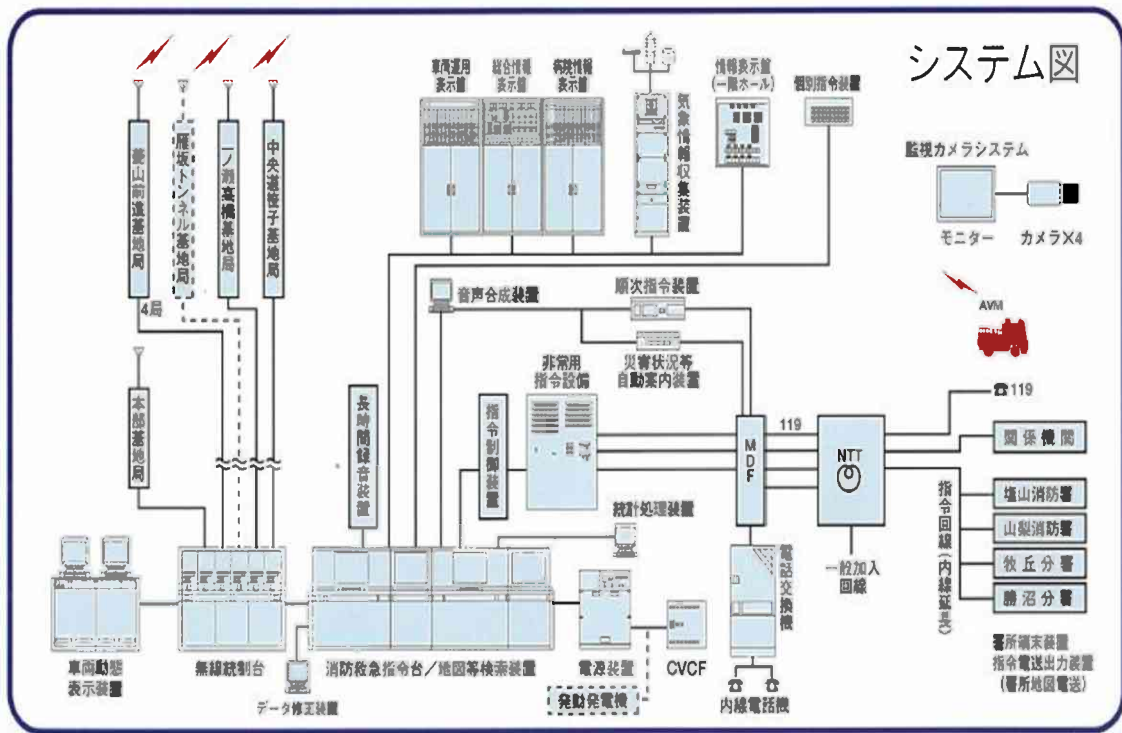 システム図
車両運用
表示盤
総合情報
表示盤
病院情報
表示盤
気象情報収集装置
情報表示盤
(一階ホール)
個別指令装置
監視カメラシステム
モニター
カメラ×4
雁坂トンネル基地局
一ノ瀬高橋基地局
中央道笹子基地局
4局
本部基地局
音声合成装置
順次指令装置
災害状況等
自動案内装置
AVM
非常用
指令設備
長時間録音装置
指令制御装置
MDF
119
NTT
☎119
関係機関
塩山消防署
山梨消防署
牧丘分署
勝沼分署
指令回線(内線延長)
一般加入
回線
統計処理装置
電話交換機
車両動態
表示装置
無線統制台
消防救急指令台/地図等検索装置
電源装置
CVCF
データ修正装置
発動発電機
内線電話機
署所端末装置
指令電送出力装置
(署所地図電送)